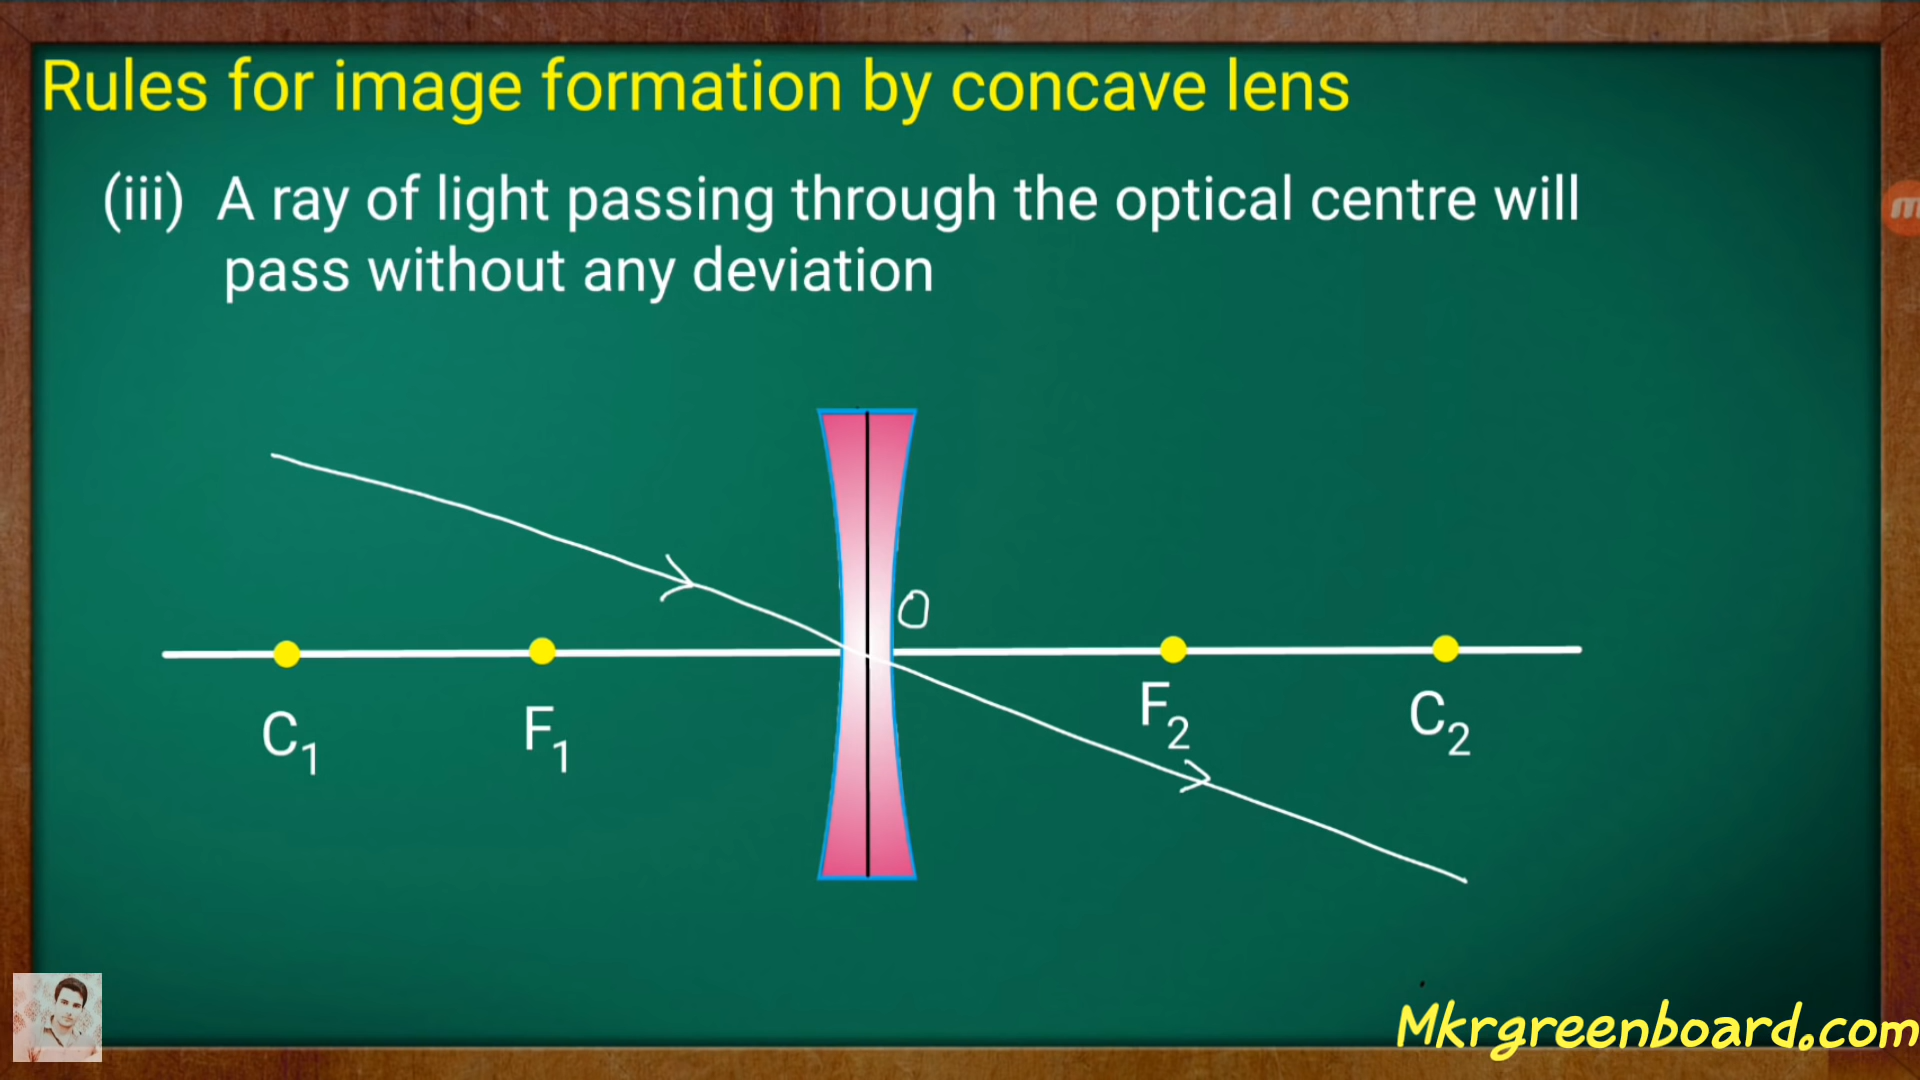 Rules for image formation by concave lens
(iii) A ray of light passing through the optical centre will
pass without any deviation
O
C₁ F₁ F₂ C₂
Mkrgreenboard.com